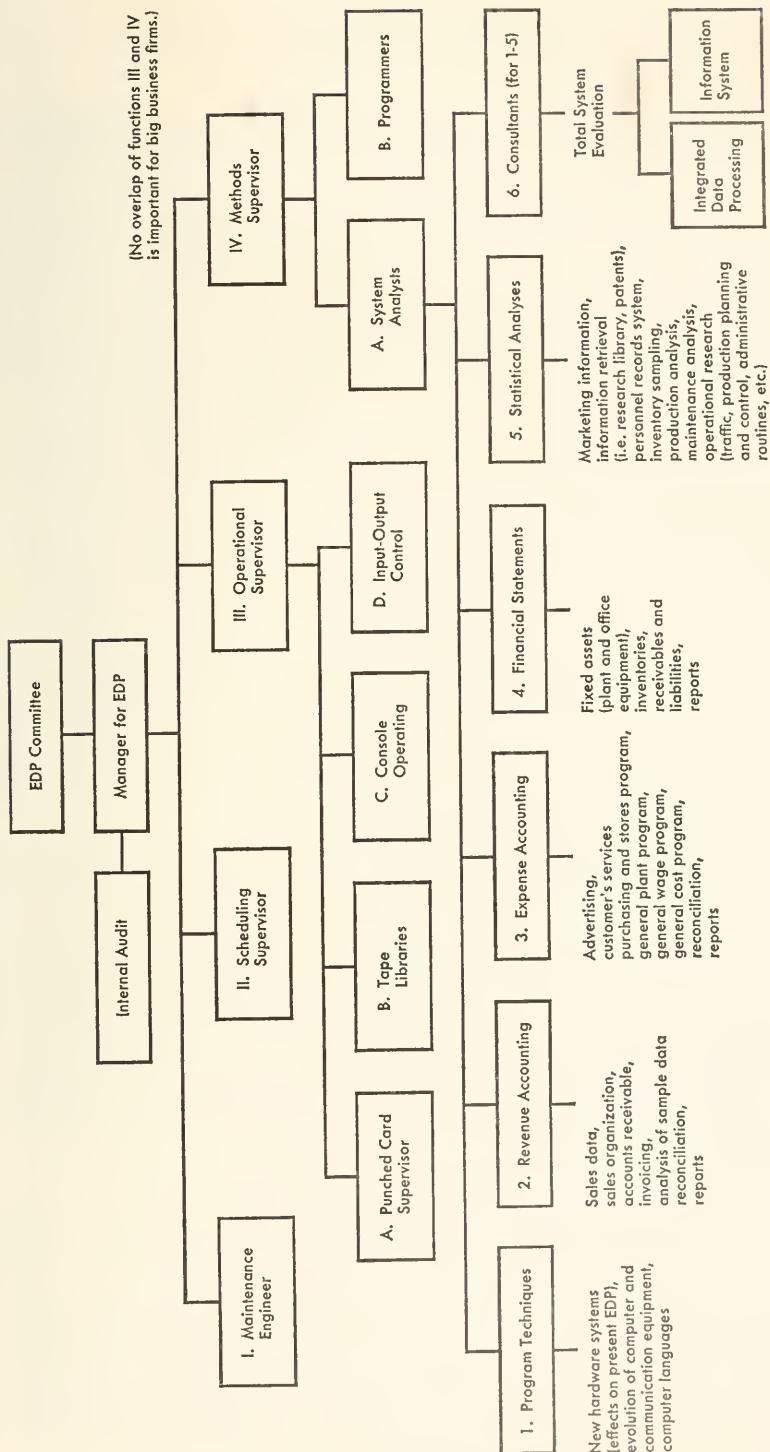 EDP Committee
Internal Audit
Manager for EDP
(No overlap of functions III and IV
is important for big business firms.)
I. Maintenance
Engineer
II. Scheduling
Supervisor
III. Operational
Supervisor
IV. Methods
Supervisor
A. Punched Card
Supervisor
B. Tape
Libraries
C. Console
Operating
D. Input-Output
Control
A. System
Analysts
B. Programmers
1. Program Techniques
2. Revenue Accounting
3. Expense Accounting
4. Financial Statements
5. Statistical Analyses
6. Consultants (for 1-5)
New hardware systems
(effects on present EDP),
evolution of computer and
communication equipment,
computer languages
Sales data,
sales organization,
accounts receivable,
invoicing,
analysis of sample data
reconciliation,
reports
Advertising,
customer's services
purchasing and stores program,
general plant program,
general wage program,
general cost program,
reconciliation,
reports
Fixed assets
(plant and office
equipment),
inventories,
receivables and
liabilities,
reports
Marketing information,
information retrieval
(i.e. research library, patents),
personnel records system,
inventory sampling,
production analysis,
maintenance analysis,
operational research
(traffic, production planning
and control, administrative
routines, etc.)
Total System
Evaluation
Integrated
Data
Processing
Information
System